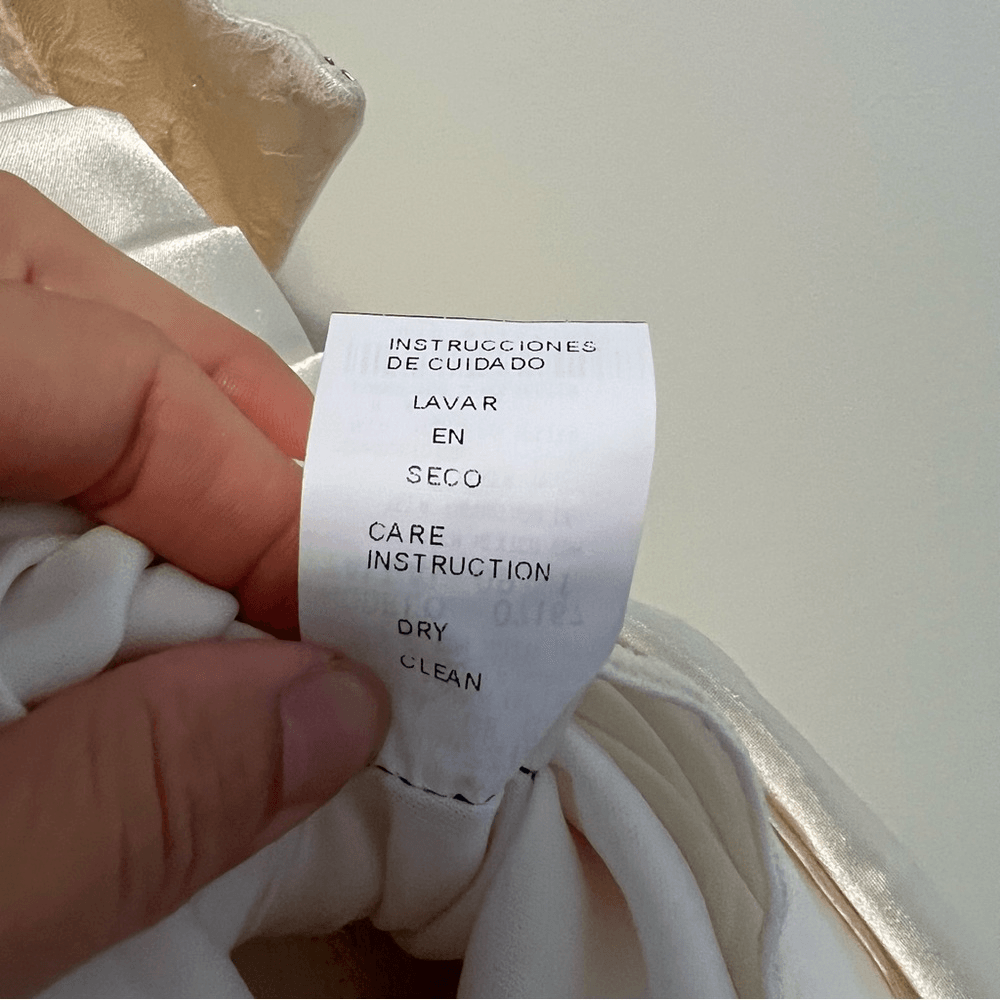 INSTRUCCIONES
DE CUIDADO
LAVAR
EN
SECO
CARE
INSTRUCTION
DRY
CLEAN